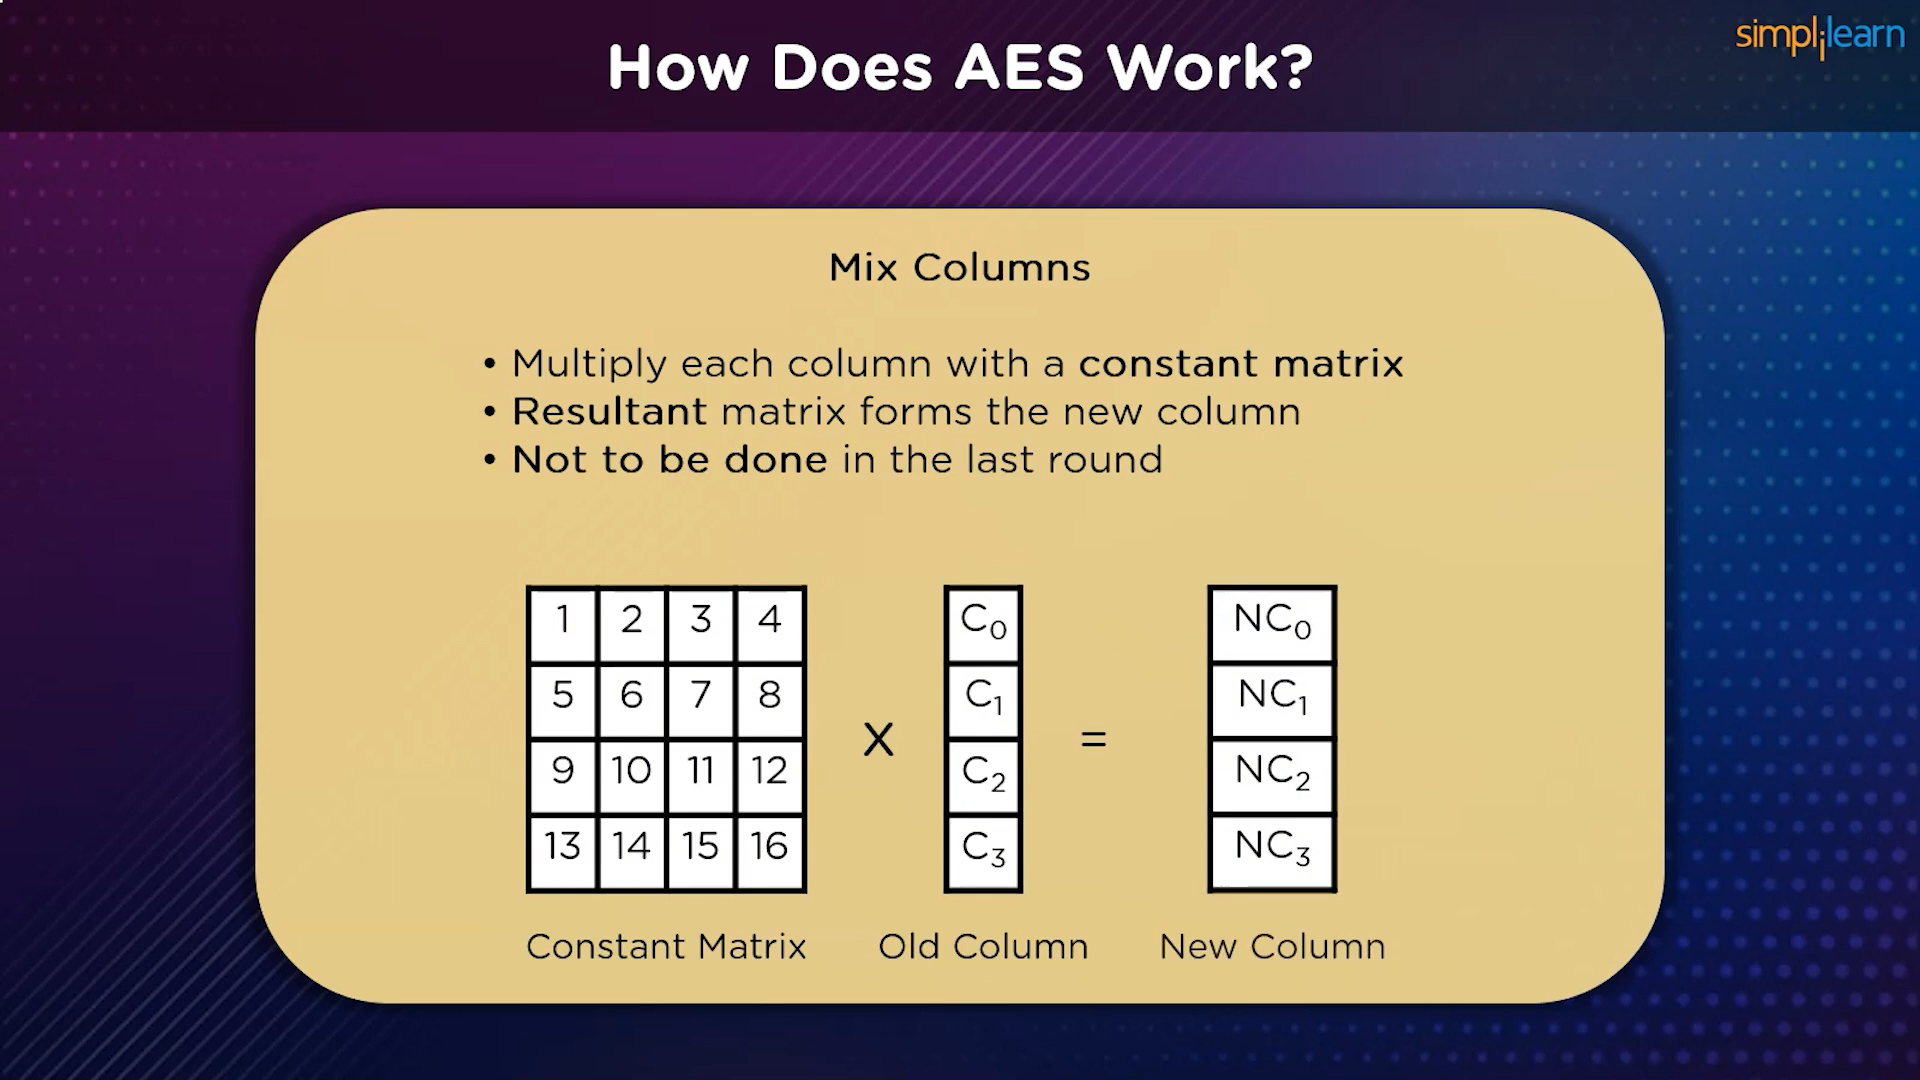 simplilearn
How Does AES Work?
Mix Columns
• Multiply each column with a constant matrix
• Resultant matrix forms the new column
• Not to be done in the last round
1 2 3 4 C0 NC0
5 6 7 8 C1 NC1
X =
9 10 11 12 C2 NC2
13 14 15 16 C3 NC3
Constant Matrix Old Column New Column